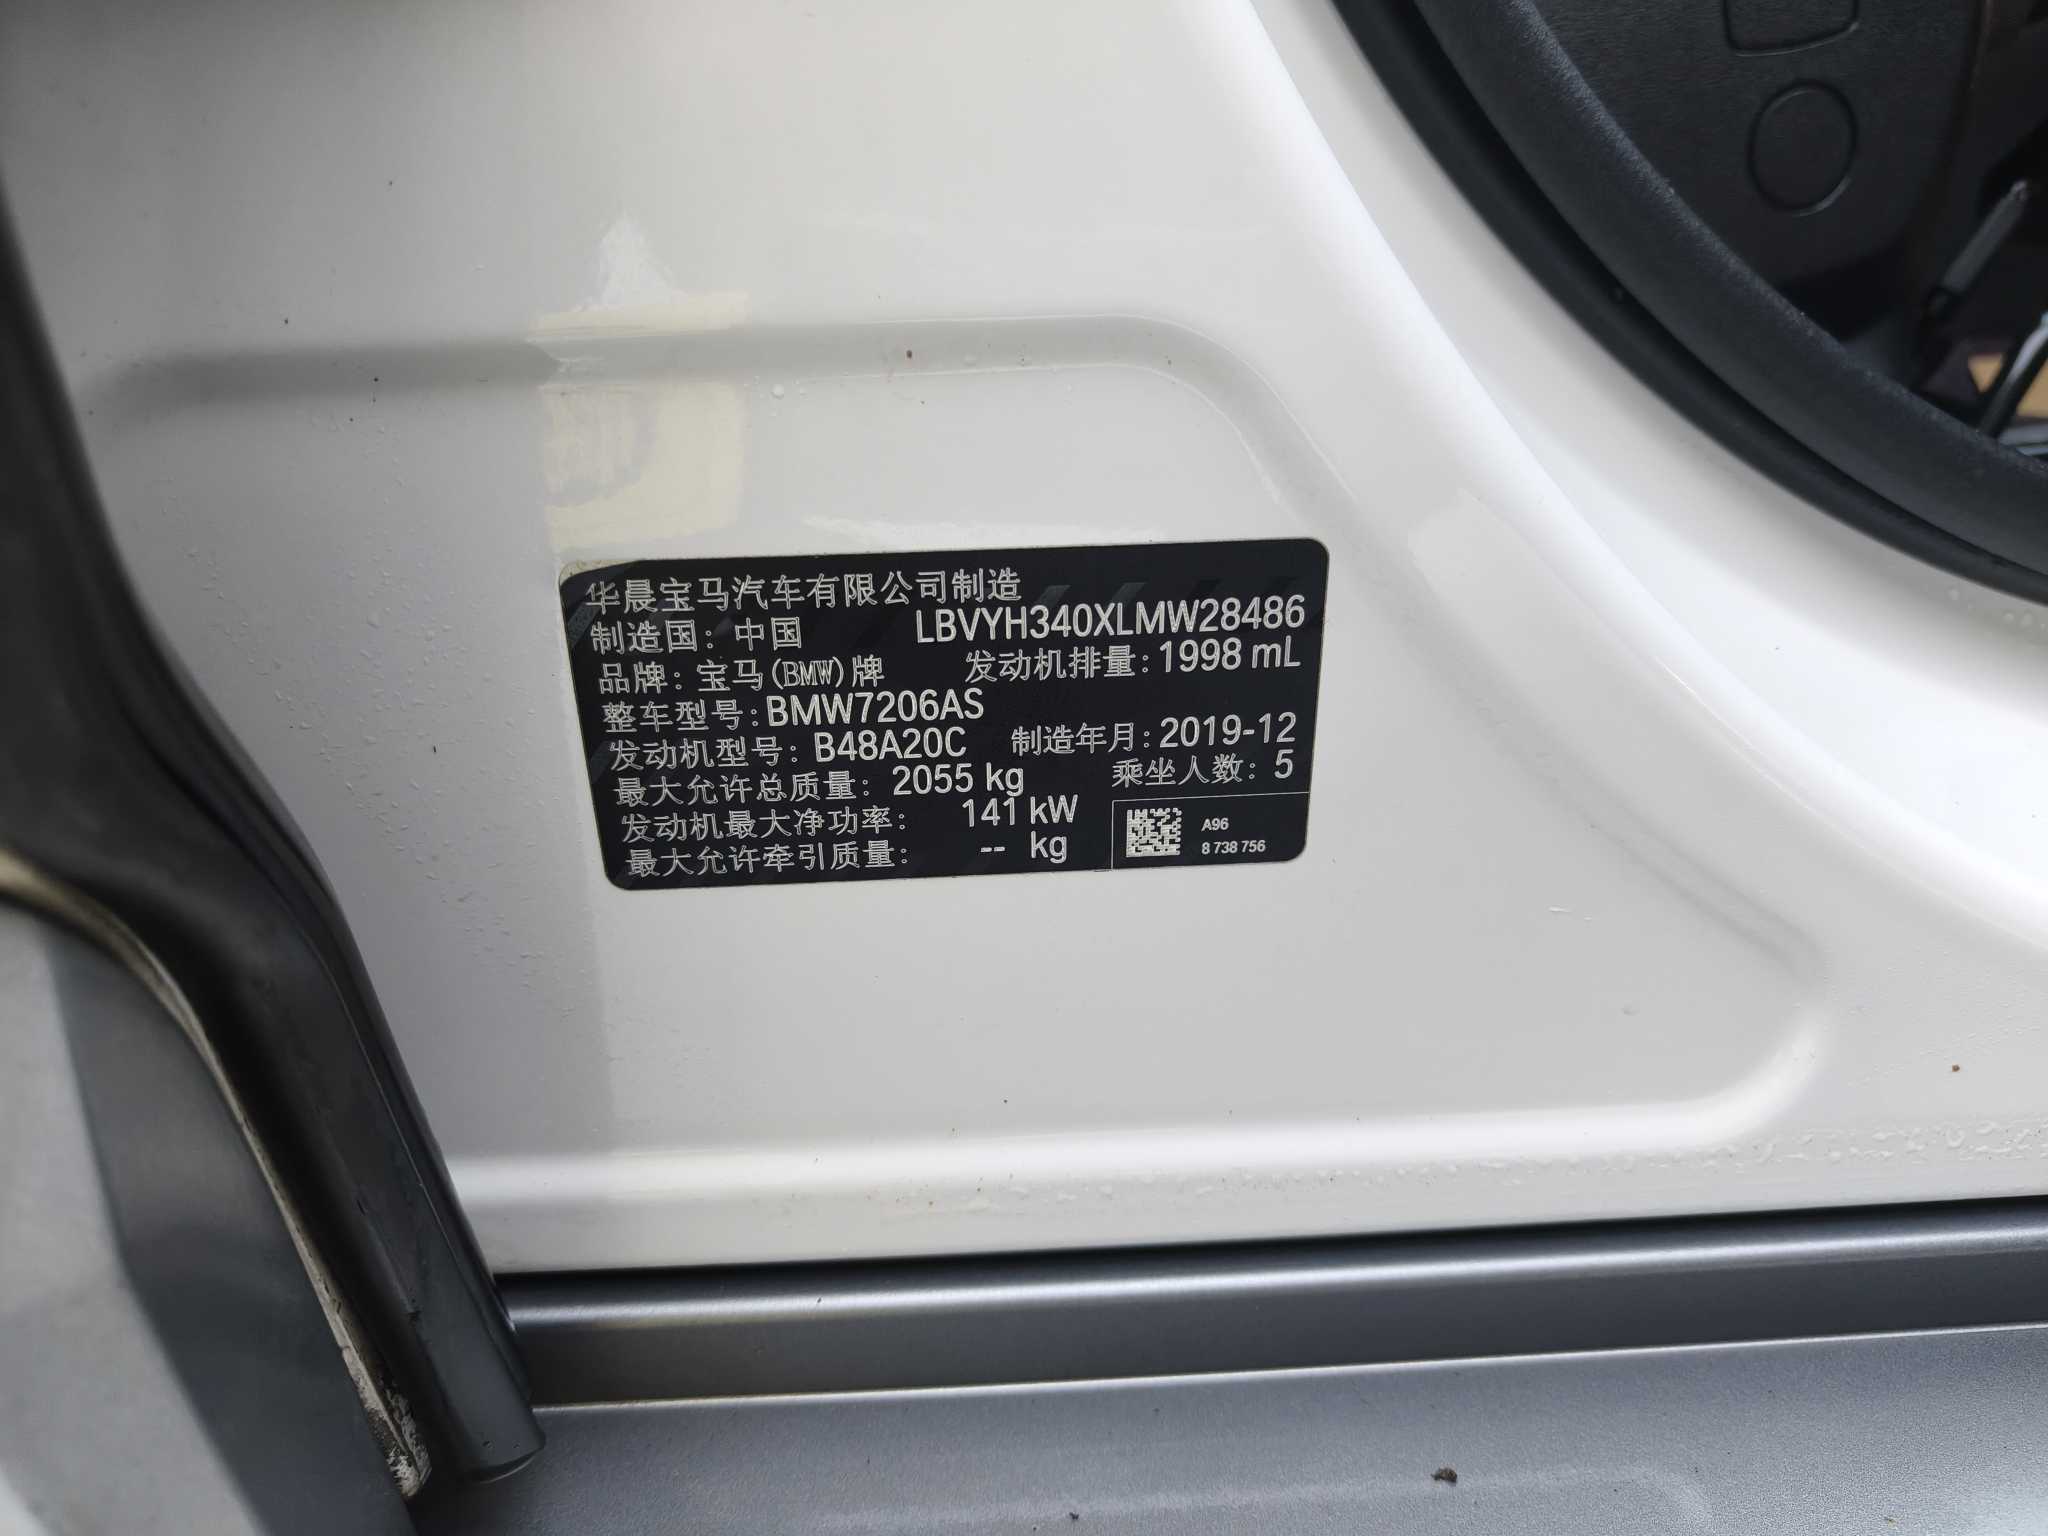 华晨宝马汽车有限公司制造
制造国：中国 LBVYH340XLMW28486
品牌：宝马(BMW)牌 发动机排量：1998 mL
整车型号：BMW7206AS
发动机型号：B48A20C 制造年月：2019-12
最大允许总质量：2055 kg 乘坐人数：5
发动机最大净功率：141 kW
最大允许牵引质量：-- kg
A96
8 738 756